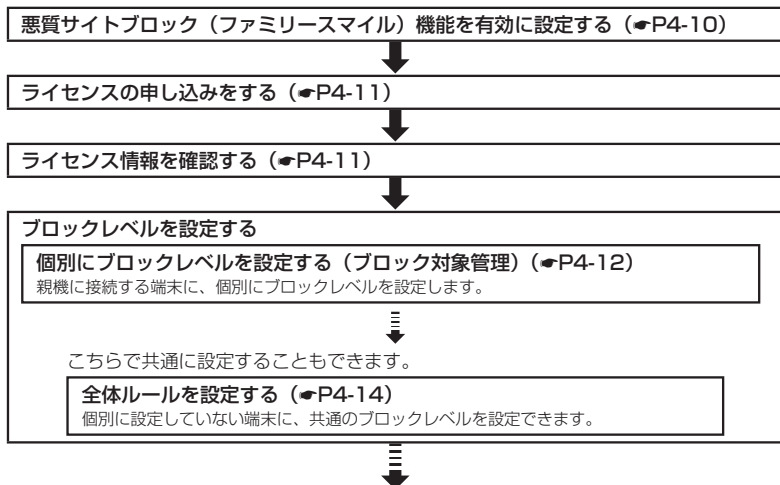 悪質サイトブロック（ファミリースマイル）機能を有効に設定する（☛P4-10）
ライセンスの申し込みをする（☛P4-11）
ライセンス情報を確認する（☛P4-11）
ブロックレベルを設定する
個別にブロックレベルを設定する（ブロック対象管理）（☛P4-12）
親機に接続する端末に、個別にブロックレベルを設定します。
こちらで共通に設定することもできます。
全体ルールを設定する（☛P4-14）
個別に設定していない端末に、共通のブロックレベルを設定できます。